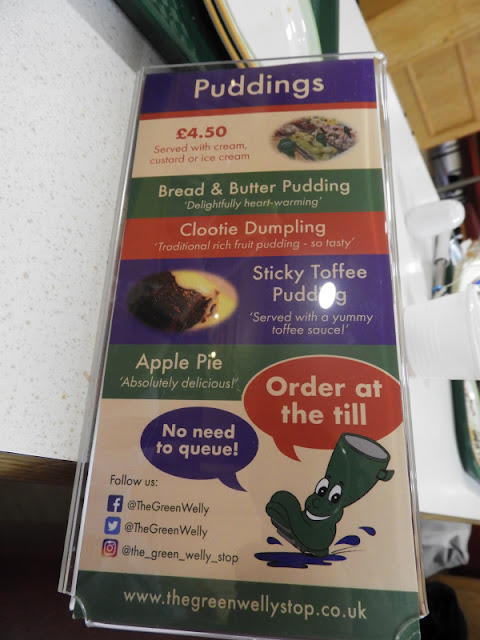 Puddings
£4.50
Served with cream,
custard or ice cream
Bread & Butter Pudding
'Delightfully heart-warming'
Clootie Dumpling
'Traditional rich fruit pudding - so tasty'
Sticky Toffee
Pudding
'Served with a yummy
toffee sauce!'
Apple Pie
'Absolutely delicious!'
Order at
the till
No need
to queue!
Follow us:
@TheGreenWelly
@TheGreenWelly
@the_green_welly_stop
www.thegreenwellystop.co.uk